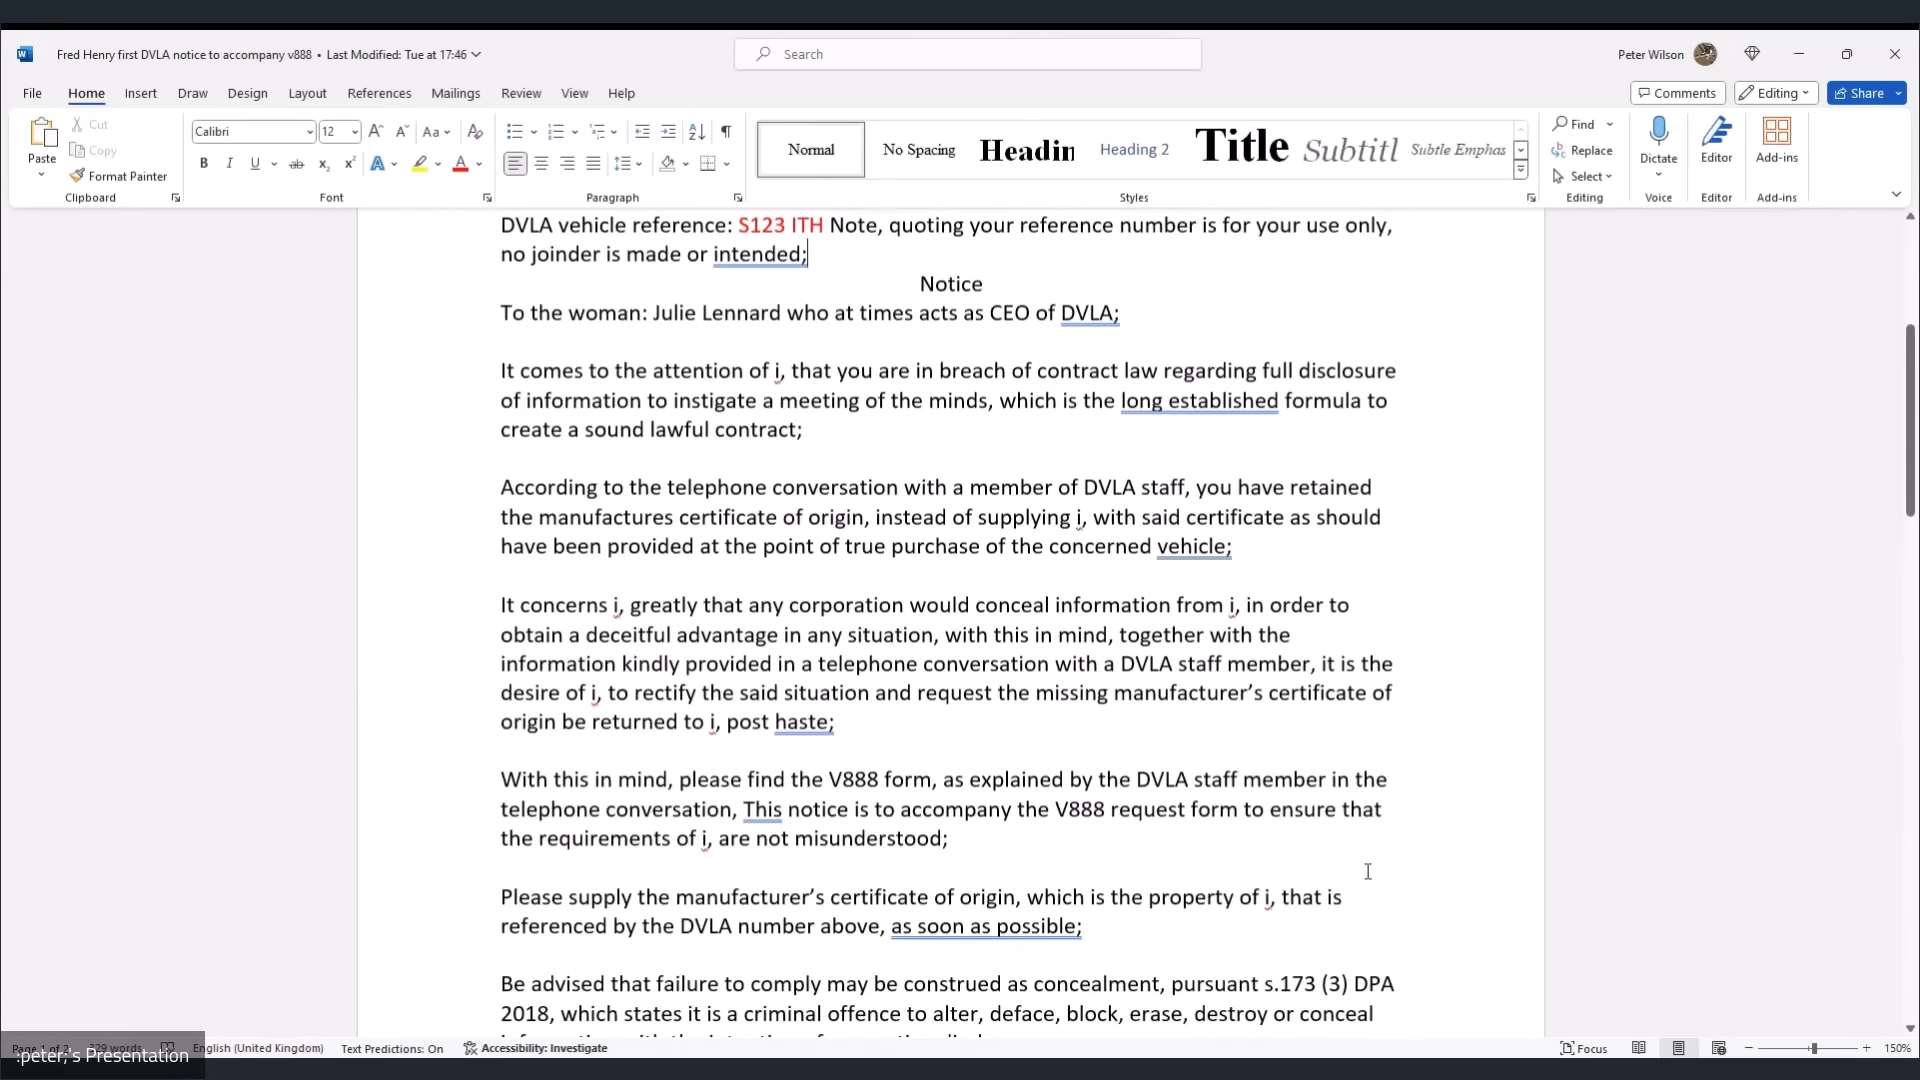 Fred Henry first DVLA notice to accompany v888 • Last Modified: Tue at 17:46
Search
Peter Wilson
File Home Insert Draw Design Layout References Mailings Review View Help
Comments Editing Share
Paste
Cut
Copy
Format Painter
Clipboard
Calibri 12
Font
Paragraph
Normal No Spacing Headin Heading 2 Title Subtitl Subtle Emphas
Styles
Find
Replace
Select
Editing
Dictate
Voice
Editor
Editor
Add-ins
Add-ins
DVLA vehicle reference: S123 ITH Note, quoting your reference number is for your use only,
no joinder is made or intended;
Notice
To the woman: Julie Lennard who at times acts as CEO of DVLA;
It comes to the attention of i, that you are in breach of contract law regarding full disclosure
of information to instigate a meeting of the minds, which is the long established formula to
create a sound lawful contract;
According to the telephone conversation with a member of DVLA staff, you have retained
the manufactures certificate of origin, instead of supplying i, with said certificate as should
have been provided at the point of true purchase of the concerned vehicle;
It concerns i, greatly that any corporation would conceal information from i, in order to
obtain a deceitful advantage in any situation, with this in mind, together with the
information kindly provided in a telephone conversation with a DVLA staff member, it is the
desire of i, to rectify the said situation and request the missing manufacturer’s certificate of
origin be returned to i, post haste;
With this in mind, please find the V888 form, as explained by the DVLA staff member in the
telephone conversation, This notice is to accompany the V888 request form to ensure that
the requirements of i, are not misunderstood;
Please supply the manufacturer’s certificate of origin, which is the property of i, that is
referenced by the DVLA number above, as soon as possible;
Be advised that failure to comply may be construed as concealment, pursuant s.173 (3) DPA
2018, which states it is a criminal offence to alter, deface, block, erase, destroy or conceal
Page 1 of 2 329 words English (United Kingdom) Text Predictions: On Accessibility: Investigate
Focus 150%
:peter;'s Presentation